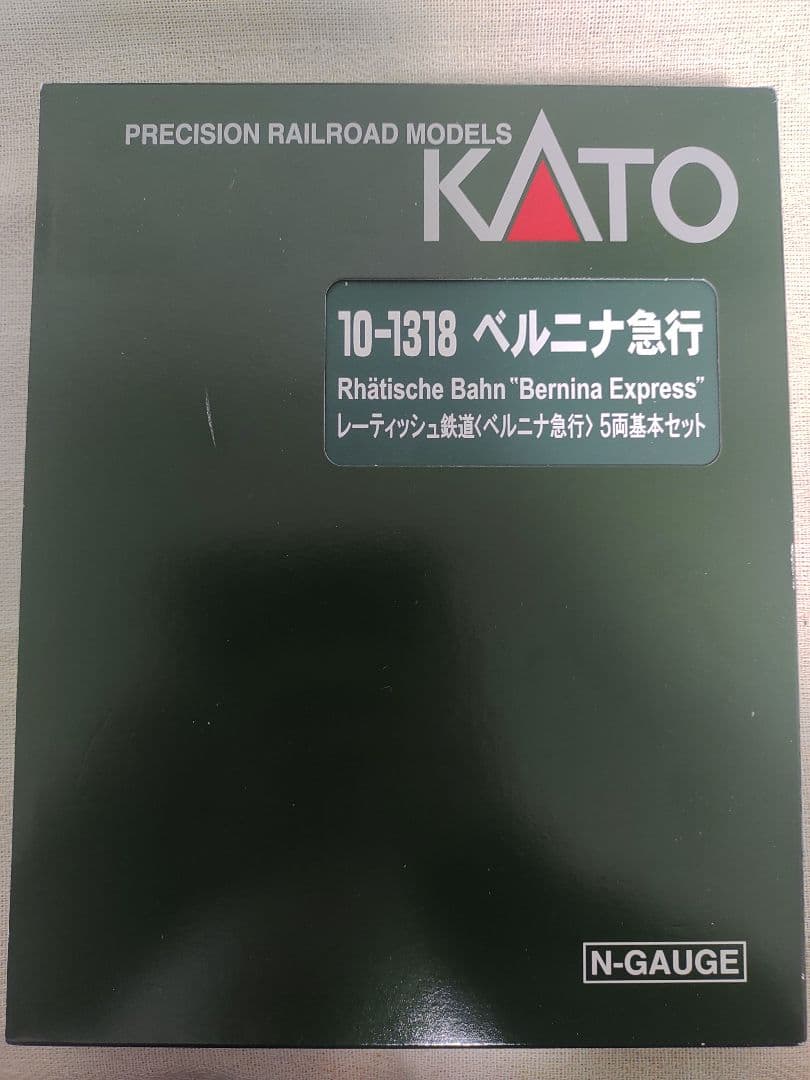 PRECISION RAILROAD MODELS
KATO
10-1318 ベルニナ急行
Rhätische Bahn "Bernina Express"
レーティッシュ鉄道〈ベルニナ急行〉5両基本セット
N-GAUGE